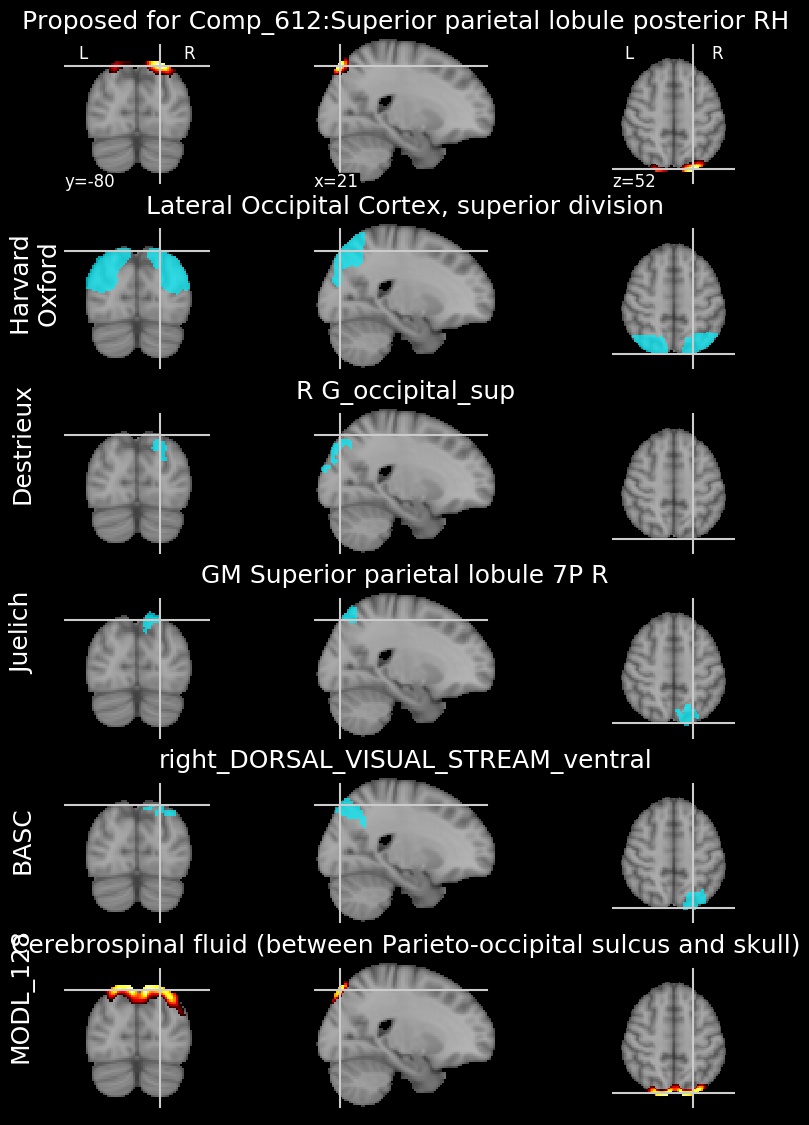 Proposed for Comp_612:Superior parietal lobule posterior RH
L R
L R
y=-80 x=21 z=52
Lateral Occipital Cortex, superior division
Harvard
Oxford
R G_occipital_sup
Destrieux
GM Superior parietal lobule 7P R
Juelich
right_DORSAL_VISUAL_STREAM_ventral
BASC
erebrospinal fluid (between Parieto-occipital sulcus and skull)
MODL_128